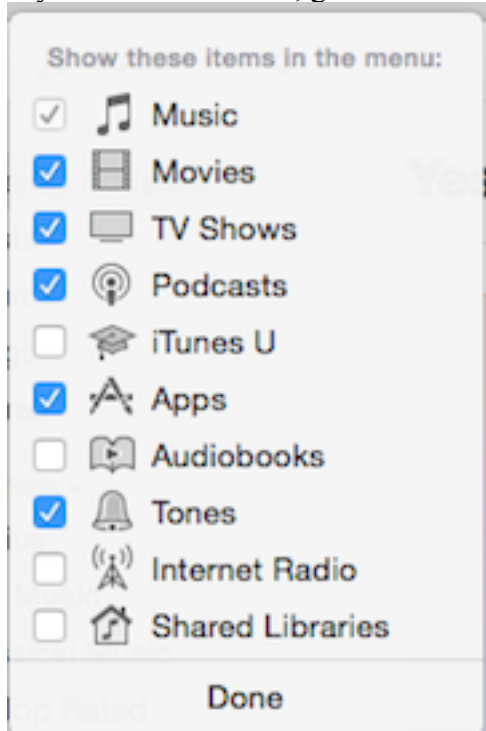 Show these items in the menu:
Music
Movies
TV Shows
Podcasts
iTunes U
Apps
Audiobooks
Tones
Internet Radio
Shared Libraries
Done